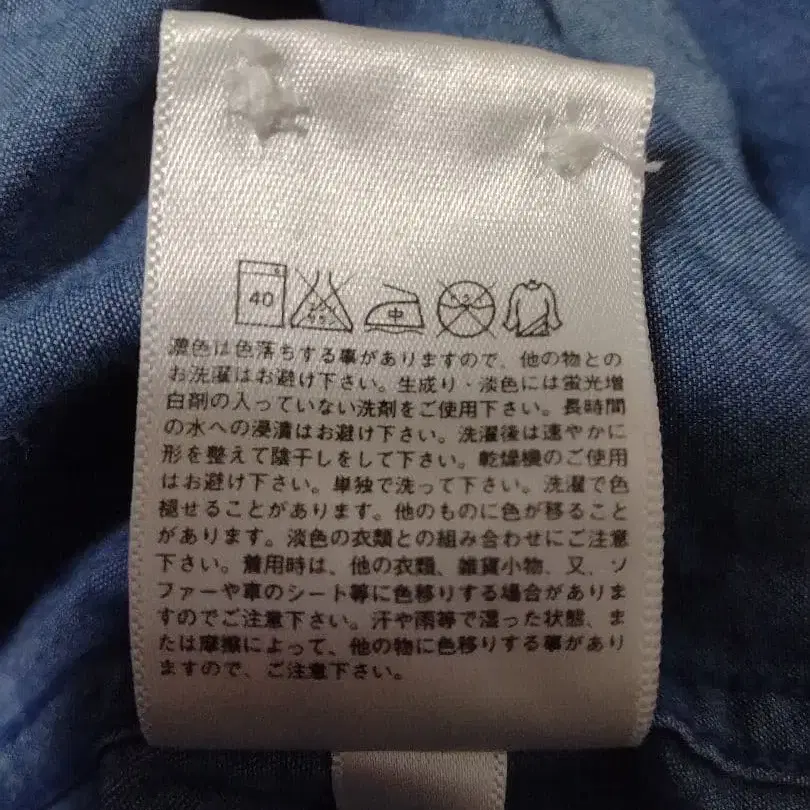 40
エンソサラシ
中
濃色は色落ちする事がありますので、他の物との
お洗濯はお避け下さい。生成り・淡色には蛍光増
白剤の入っていない洗剤をご使用下さい。長時間
の水への浸漬はお避け下さい。洗濯後は速やかに
形を整えて陰干しをして下さい。乾燥機のご使用
はお避け下さい。単独で洗って下さい。洗濯で色
褪せることがあります。他のものに色が移ること
があります。淡色の衣類との組み合わせにご注意
下さい。着用時は、他の衣類、雑貨小物、又、ソ
ファーや車のシート等に色移りする場合がありま
すのでご注意下さい。汗や雨等で湿った状態、ま
たは摩擦によって、他の物に色移りする事があり
ますので、ご注意下さい。